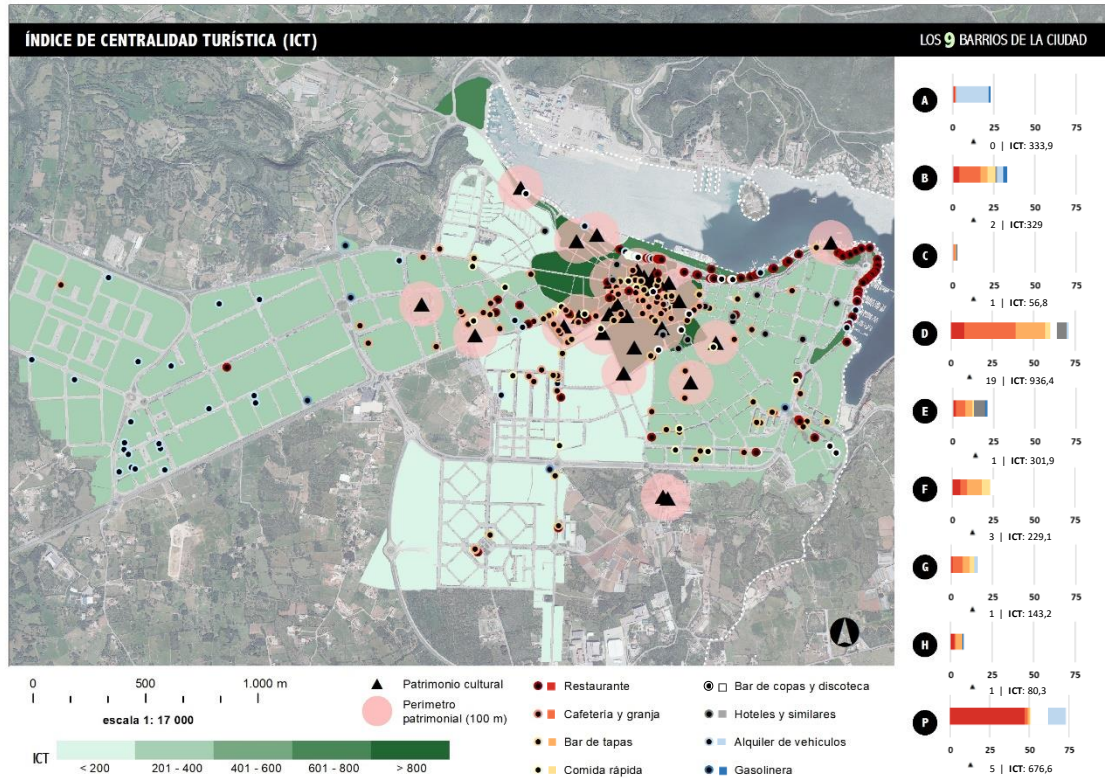 ÍNDICE DE CENTRALIDAD TURÍSTICA (ICT)
LOS 9 BARRIOS DE LA CIUDAD
A
0 25 50 75
0 | ICT: 333,9
B
0 25 50 75
2 | ICT:329
C
0 25 50 75
1 | ICT: 56,8
D
0 25 50 75
19 | ICT: 936,4
E
0 25 50 75
1 | ICT: 301,9
F
0 25 50 75
3 | ICT: 229,1
G
0 25 50 75
1 | ICT: 143,2
H
0 25 50 75
1 | ICT: 80,3
P
0 25 50 75
5 | ICT: 676,6
0 500 1.000 m
escala 1: 17 000
ICT
< 200 201 - 400 401 - 600 601 - 800 > 800
Patrimonio cultural
Perimetro
patrimonial (100 m)
Restaurante
Cafetería y granja
Bar de tapas
Comida rápida
Bar de copas y discoteca
Hoteles y similares
Alquiler de vehículos
Gasolinera